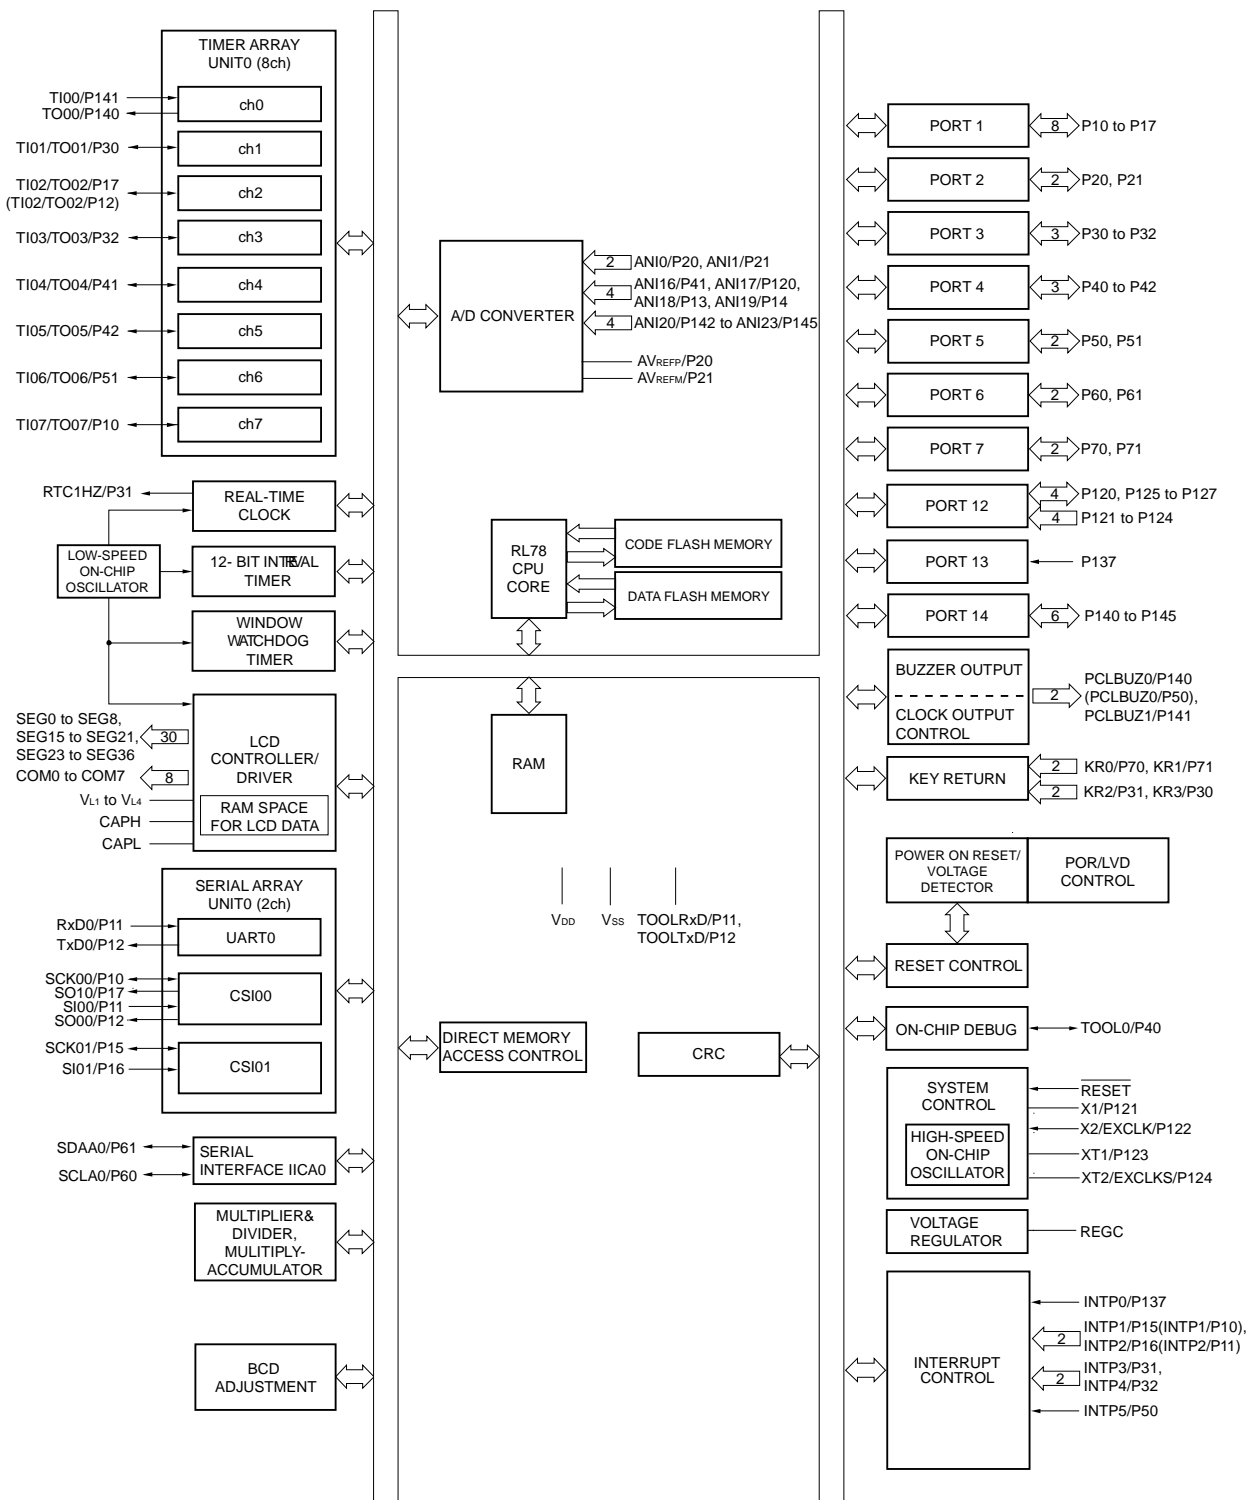 TIMER ARRAY
UNIT0 (8ch)
TI00/P141
TO00/P140
ch0
TI01/TO01/P30
ch1
TI02/TO02/P17
(TI02/TO02/P12)
ch2
TI03/TO03/P32
ch3
TI04/TO04/P41
ch4
TI05/TO05/P42
ch5
TI06/TO06/P51
ch6
TI07/TO07/P10
ch7
RTC1HZ/P31
REAL-TIME
CLOCK
LOW-SPEED
ON-CHIP
OSCILLATOR
12- BIT INTERVAL
TIMER
WINDOW
WATCHDOG
TIMER
SEG0 to SEG8,
SEG15 to SEG21,
SEG23 to SEG36
30
COM0 to COM7
8
VL1 to VL4
CAPH
CAPL
LCD
CONTROLLER/
DRIVER
RAM SPACE
FOR LCD DATA
SERIAL ARRAY
UNIT0 (2ch)
RxD0/P11
TxD0/P12
UART0
SCK00/P10
SO10/P17
SI00/P11
SO00/P12
CSI00
SCK01/P15
SI01/P16
CSI01
SDAA0/P61
SCLA0/P60
SERIAL
INTERFACE IICA0
MULTIPLIER&
DIVIDER,
MULITIPLY-
ACCUMULATOR
BCD
ADJUSTMENT
A/D CONVERTER
2
ANI0/P20, ANI1/P21
4
ANI16/P41, ANI17/P120,
ANI18/P13, ANI19/P14
4
ANI20/P142 to ANI23/P145
AVREFP/P20
AVREFM/P21
RL78
CPU
CORE
CODE FLASH MEMORY
DATA FLASH MEMORY
RAM
VDD
VSS
TOOLRxD/P11,
TOOLTxD/P12
DIRECT MEMORY
ACCESS CONTROL
CRC
PORT 1
8
P10 to P17
PORT 2
2
P20, P21
PORT 3
3
P30 to P32
PORT 4
3
P40 to P42
PORT 5
2
P50, P51
PORT 6
2
P60, P61
PORT 7
2
P70, P71
PORT 12
4
P120, P125 to P127
4
P121 to P124
PORT 13
P137
PORT 14
6
P140 to P145
BUZZER OUTPUT
CLOCK OUTPUT
CONTROL
2
PCLBUZ0/P140
(PCLBUZ0/P50),
PCLBUZ1/P141
KEY RETURN
2
KR0/P70, KR1/P71
2
KR2/P31, KR3/P30
POWER ON RESET/
VOLTAGE
DETECTOR
POR/LVD
CONTROL
RESET CONTROL
ON-CHIP DEBUG
TOOL0/P40
SYSTEM
CONTROL
HIGH-SPEED
ON-CHIP
OSCILLATOR
RESET
X1/P121
X2/EXCLK/P122
XT1/P123
XT2/EXCLKS/P124
VOLTAGE
REGULATOR
REGC
INTERRUPT
CONTROL
INTP0/P137
2
INTP1/P15(INTP1/P10),
INTP2/P16(INTP2/P11)
2
INTP3/P31,
INTP4/P32
INTP5/P50